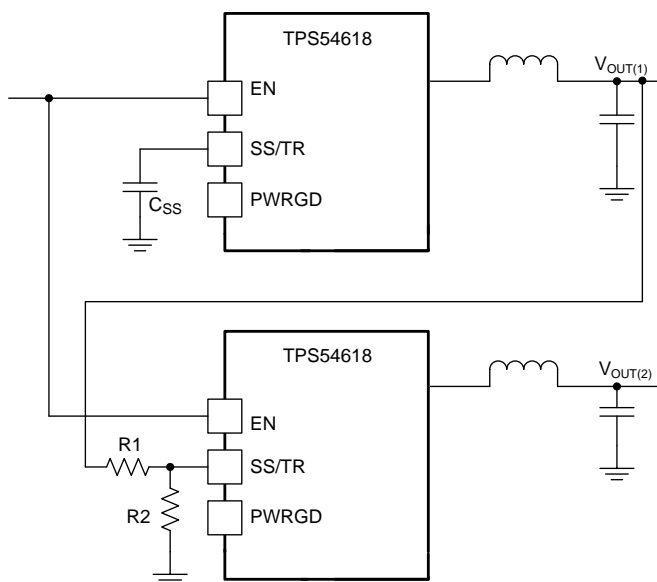 TPS54618
EN
V_OUT(1)
SS/TR
C_SS
PWRGD
TPS54618
V_OUT(2)
EN
R1
SS/TR
R2
PWRGD